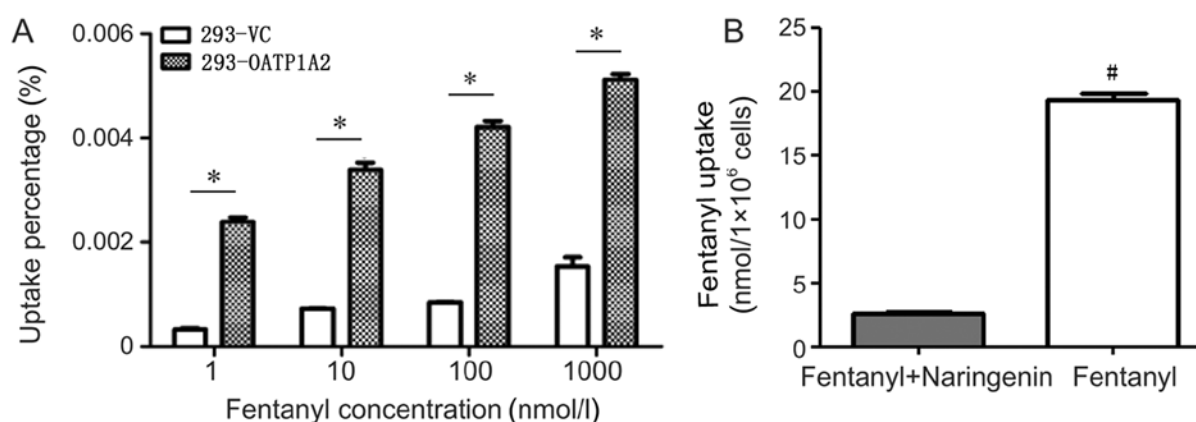 A
Uptake percentage (%)
0.006
0.004
0.002
0
293-VC
293-OATP1A2
*
*
*
*
1 10 100 1000
Fentanyl concentration (nmol/l)
B
Fentanyl uptake
(nmol/1×10⁶ cells)
25
20
15
10
5
0
#
Fentanyl+Naringenin Fentanyl